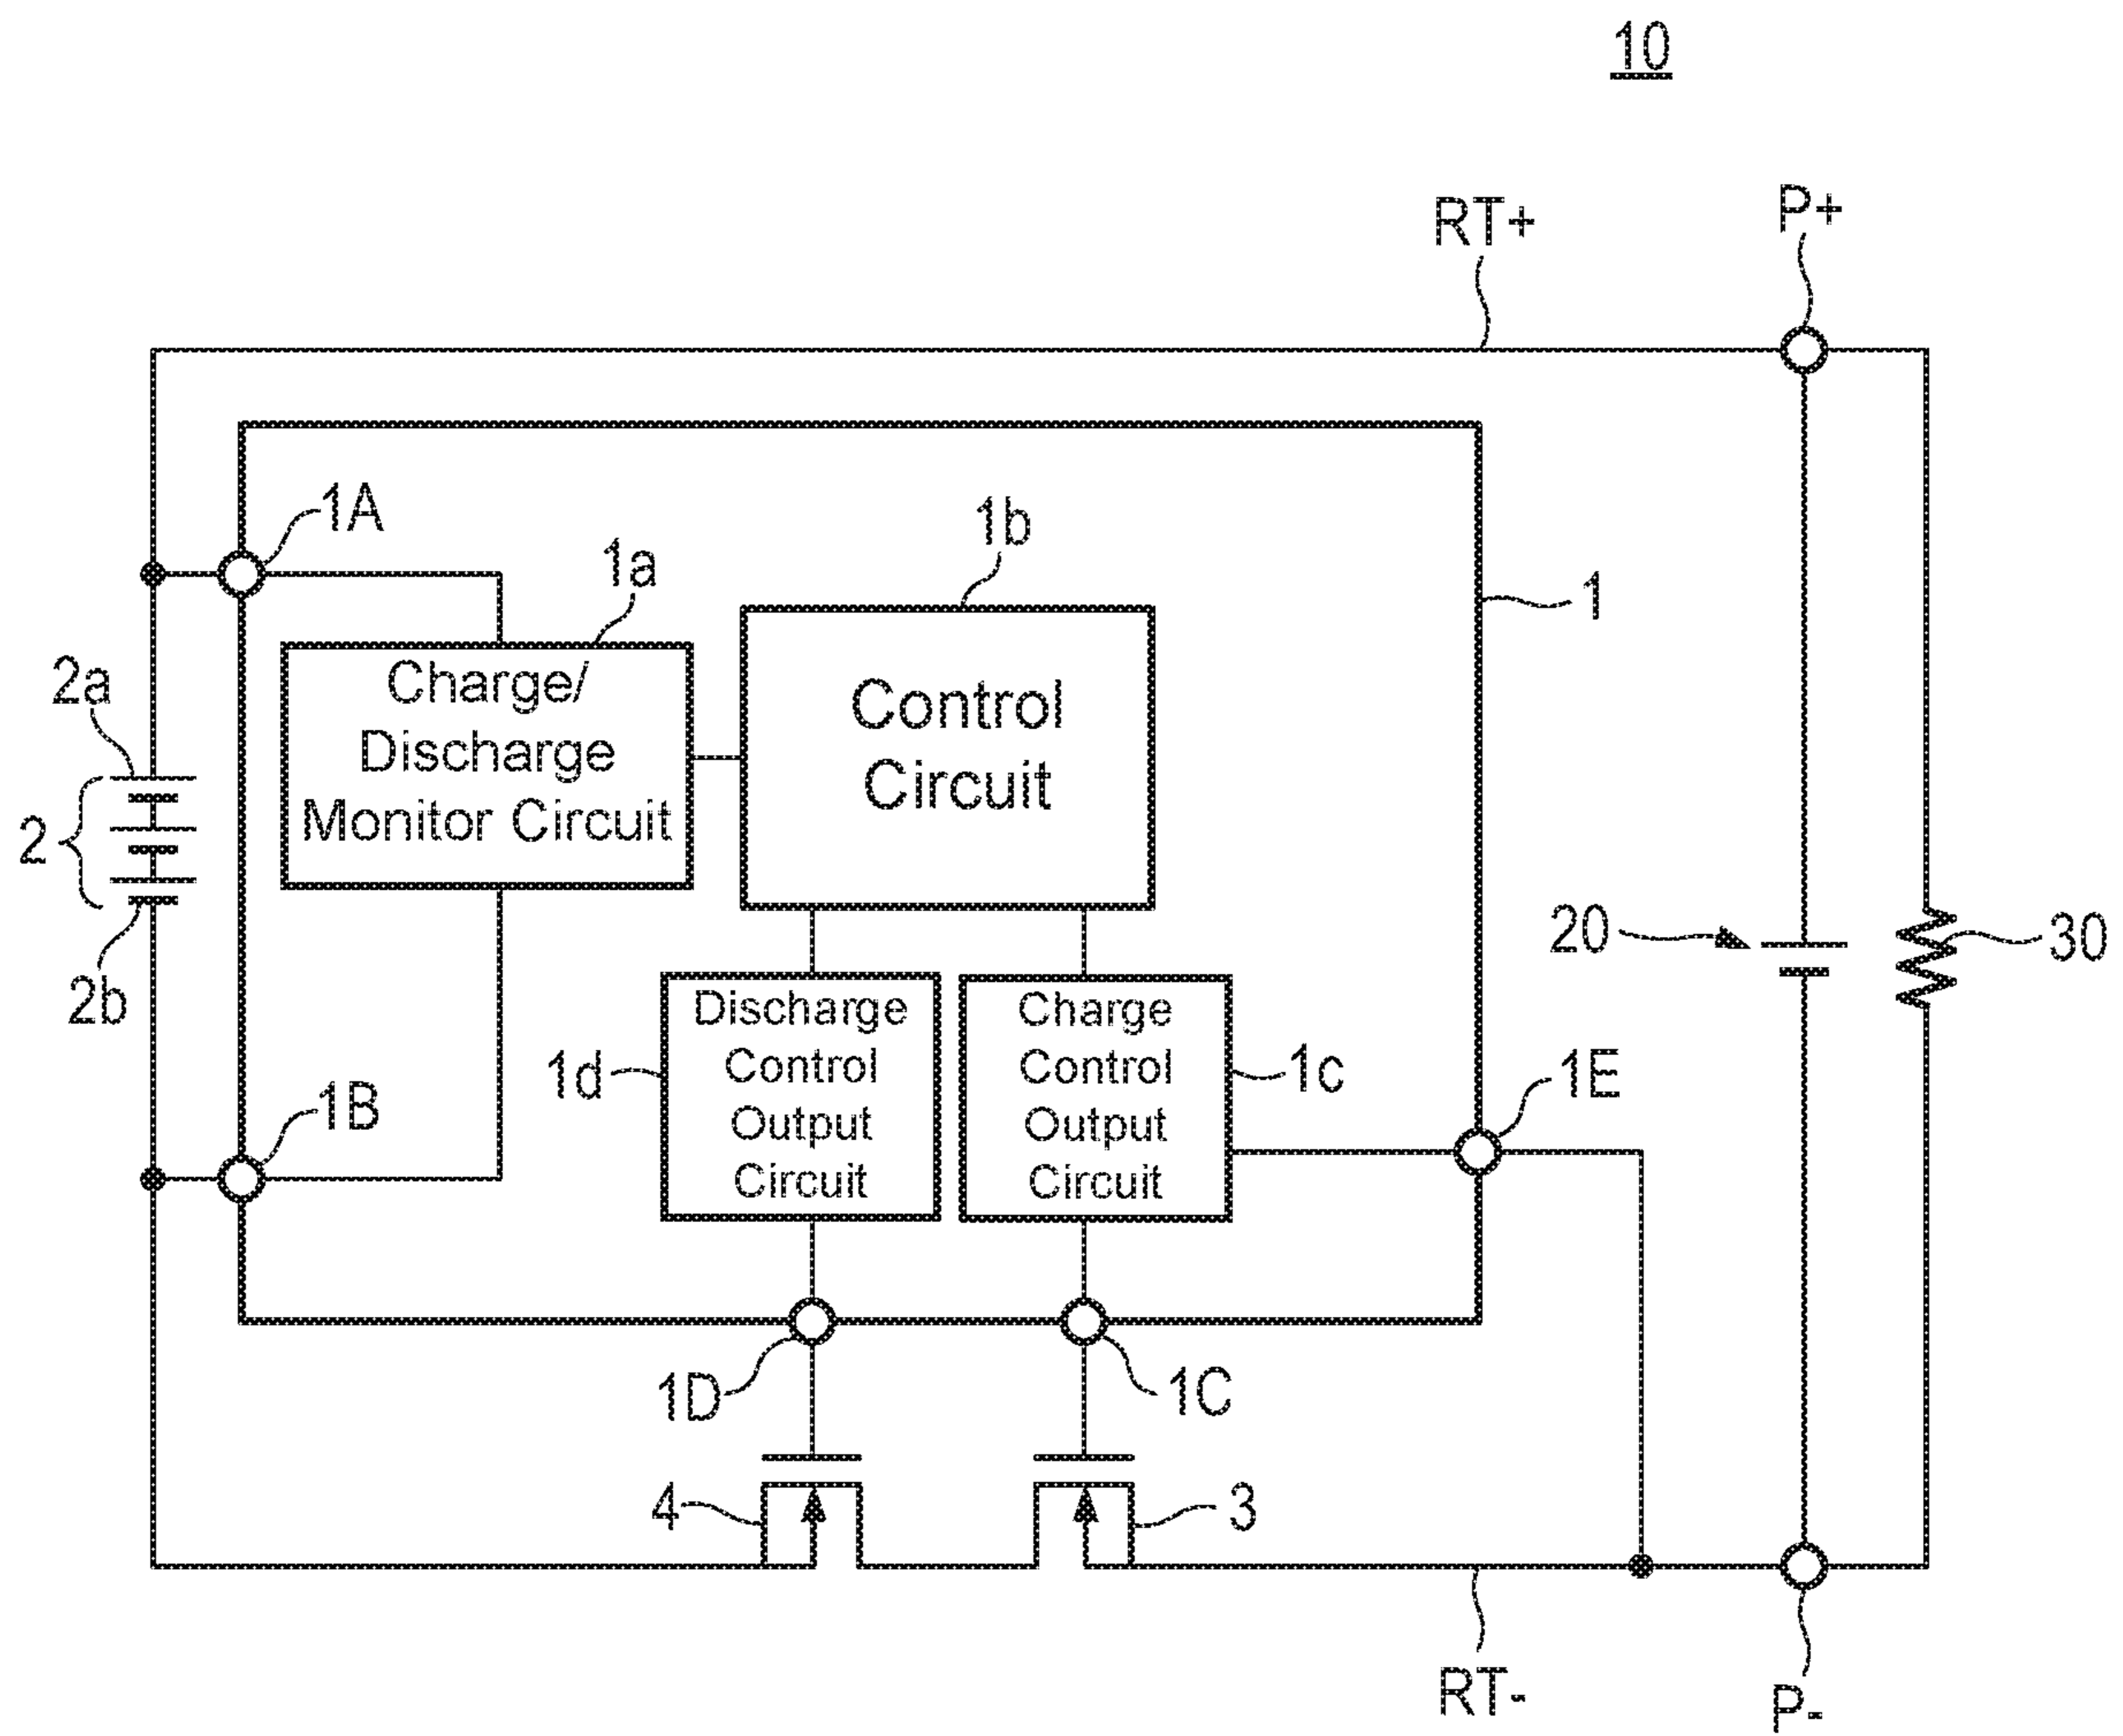 10
RT+
P+
1A
1a
1b
1
2a
Charge/
Discharge
Monitor Circuit
Control
Circuit
2
2b
20
30
1d
Discharge
Control
Output
Circuit
Charge
Control
Output
Circuit
1c
1E
1B
1D
1C
4
3
RT-
P-